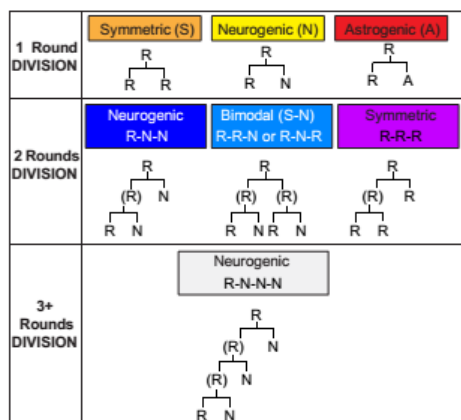 1 Round
DIVISION
Symmetric (S)
Neurogenic (N)
Astrogenic (A)
R
R R
R
R N
R
R A
2 Rounds
DIVISION
Neurogenic
R-N-N
Bimodal (S-N)
R-R-N or R-N-R
Symmetric
R-R-R
R
(R) N
R N
R
(R) (R)
R N R N
R
(R) R
R R
3+
Rounds
DIVISION
Neurogenic
R-N-N-N
R
(R) N
(R) N
R N